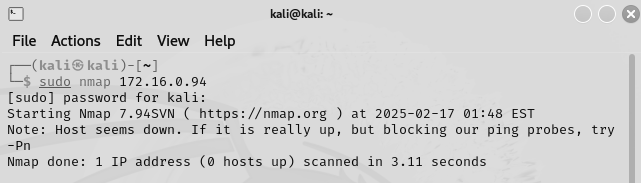 kali@kali: ~
File Actions Edit View Help
┌──(kali㉿kali)-[~]
└─$ sudo nmap 172.16.0.94
[sudo] password for kali:
Starting Nmap 7.94SVN ( https://nmap.org ) at 2025-02-17 01:48 EST
Note: Host seems down. If it is really up, but blocking our ping probes, try
-Pn
Nmap done: 1 IP address (0 hosts up) scanned in 3.11 seconds